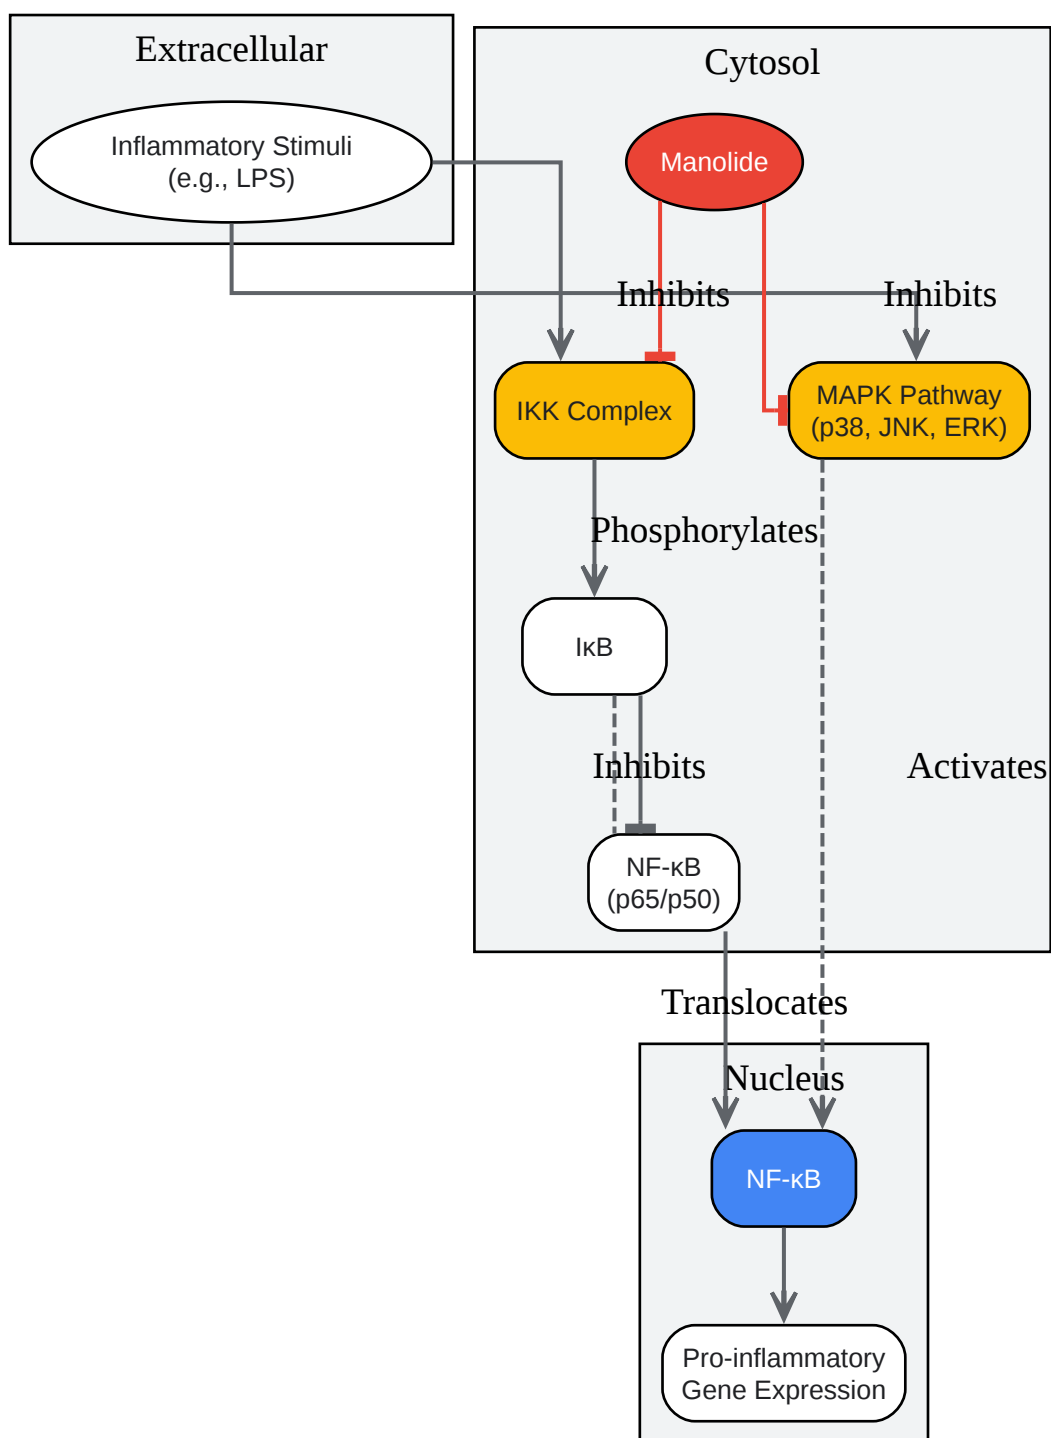 Extracellular
Cytosol
Inflammatory Stimuli
(e.g., LPS)
Manolide
Inhibits
Inhibits
IKK Complex
MAPK Pathway
(p38, JNK, ERK)
Phosphorylates
IκB
Inhibits
Activates
NF-κB
(p65/p50)
Translocates
Nucleus
NF-κB
Pro-inflammatory
Gene Expression